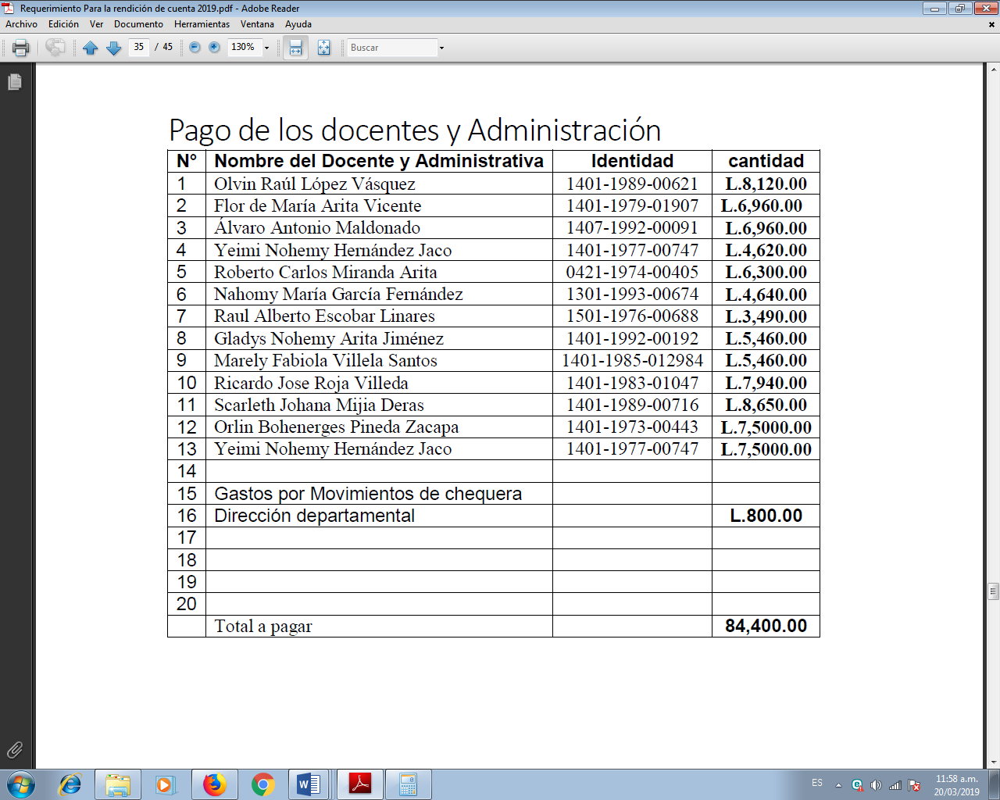 Requerimiento Para la rendición de cuenta 2019.pdf - Adobe Reader
Archivo Edición Ver Documento Herramientas Ventana Ayuda
35 / 45 130% Buscar
Pago de los docentes y Administración
N° Nombre del Docente y Administrativa Identidad cantidad
1 Olvin Raúl López Vásquez 1401-1989-00621 L.8,120.00
2 Flor de María Arita Vicente 1401-1979-01907 L.6,960.00
3 Álvaro Antonio Maldonado 1407-1992-00091 L.6,960.00
4 Yeimi Nohemy Hernández Jaco 1401-1977-00747 L.4,620.00
5 Roberto Carlos Miranda Arita 0421-1974-00405 L.6,300.00
6 Nahomy María García Fernández 1301-1993-00674 L.4,640.00
7 Raul Alberto Escobar Linares 1501-1976-00688 L.3,490.00
8 Gladys Nohemy Arita Jiménez 1401-1992-00192 L.5,460.00
9 Marely Fabiola Villela Santos 1401-1985-012984 L.5,460.00
10 Ricardo Jose Roja Villeda 1401-1983-01047 L.7,940.00
11 Scarleth Johana Mijia Deras 1401-1989-00716 L.8,650.00
12 Orlin Bohenerges Pineda Zacapa 1401-1973-00443 L.7,5000.00
13 Yeimi Nohemy Hernández Jaco 1401-1977-00747 L.7,5000.00
14
15 Gastos por Movimientos de chequera
16 Dirección departamental L.800.00
17
18
19
20
Total a pagar 84,400.00
ES 11:58 a.m.
20/03/2019